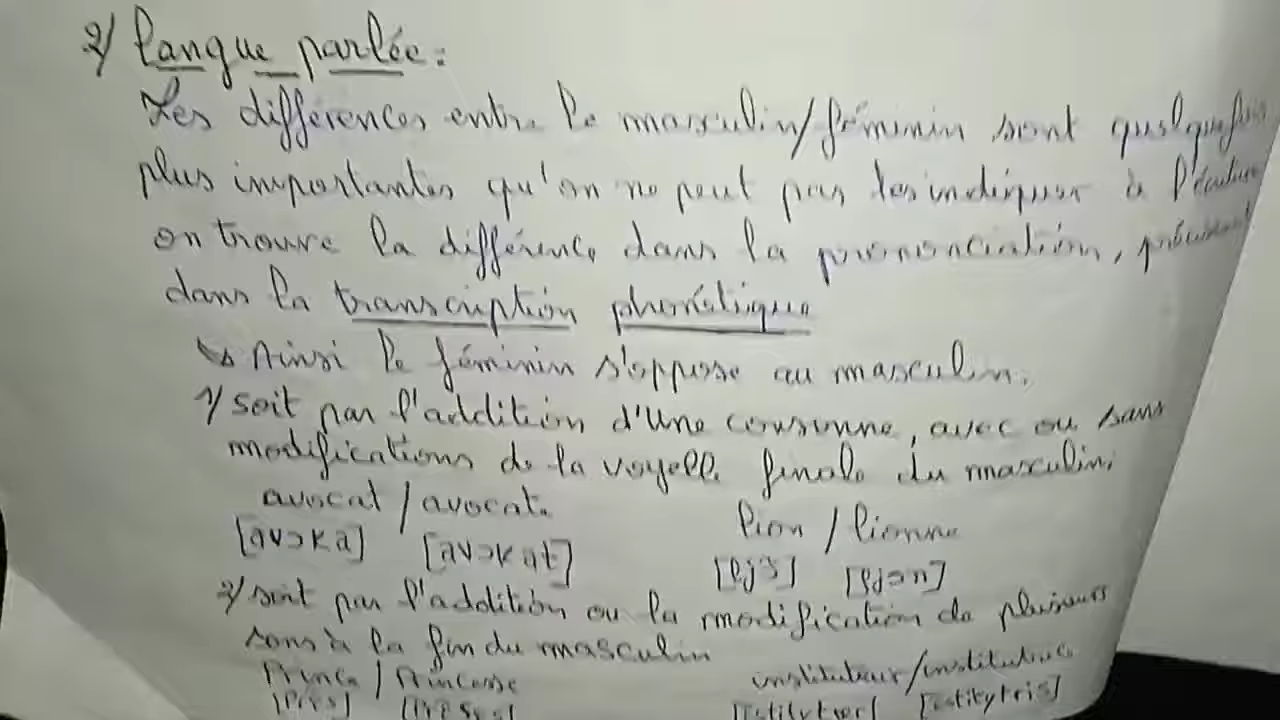 2/ Langue parlée :
Les différences entre le masculin/féminin sont quelquefois
plus importantes qu'on ne peut pas les indiquer à l'écriture
on trouve la différence dans la prononciation,
dans la transcription phonétique
↳ Ainsi le féminin s'oppose au masculin.
1/ soit par l'addition d'une consonne, avec ou sans
modifications de la voyelle finale du masculin.
avocat / avocate lion / lionne
[avɔka] [avɔkat] [ljɔ̃] [ljɔn]
2/ soit par l'addition ou la modification de plusieurs
sons à la fin du masculin
Prince / Princesse instituteur/institutrice